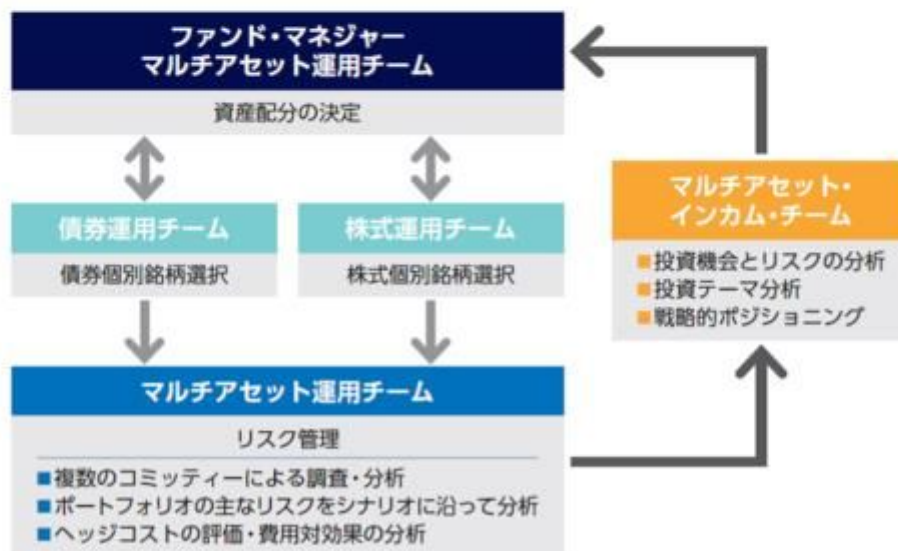 ファンド・マネジャー
マルチアセット運用チーム
資産配分の決定
債券運用チーム
債券個別銘柄選択
株式運用チーム
株式個別銘柄選択
マルチアセット・
インカム・チーム
■投資機会とリスクの分析
■投資テーマ分析
■戦略的ポジショニング
マルチアセット運用チーム
リスク管理
■複数のコミッティーによる調査・分析
■ポートフォリオの主なリスクをシナリオに沿って分析
■ヘッジコストの評価・費用対効果の分析